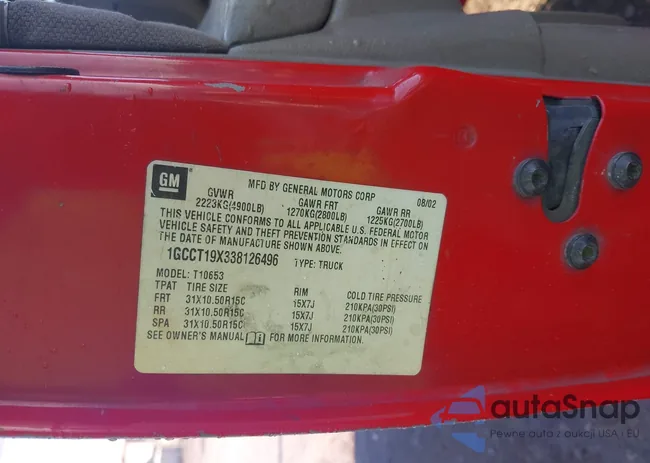 GM
MFD BY GENERAL MOTORS CORP 08/02
GVWR GAWR FRT GAWR RR
2223KG(4900LB) 1270KG(2800LB) 1225KG(2700LB)
THIS VEHICLE CONFORMS TO ALL APPLICABLE U.S. FEDERAL MOTOR
VEHICLE SAFETY AND THEFT PREVENTION STANDARDS IN EFFECT ON
THE DATE OF MANUFACTURE SHOWN ABOVE.
1GCCT19X338126496 TYPE: TRUCK
MODEL: T10653
TPAT TIRE SIZE RIM COLD TIRE PRESSURE
FRT 31X10.50R15C 15X7J 210KPA(30PSI)
RR 31X10.50R15C 15X7J 210KPA(30PSI)
SPA 31X10.50R15C 15X7J 210KPA(30PSI)
SEE OWNER'S MANUAL FOR MORE INFORMATION.
autoSnap
Pewne auto z aukcji USA i EU